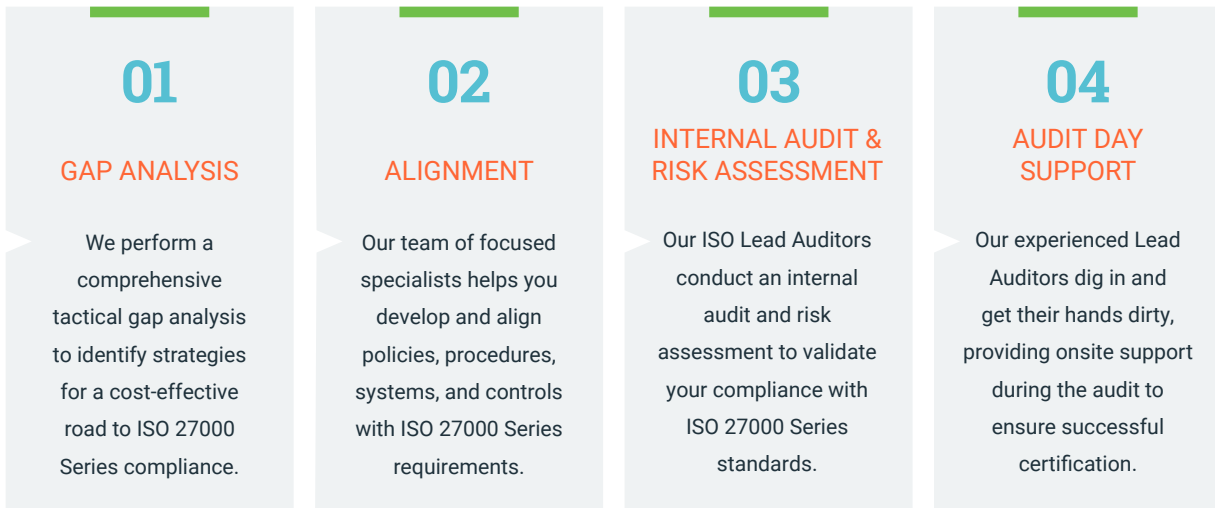 01
GAP ANALYSIS
We perform a
comprehensive
tactical gap analysis
to identify strategies
for a cost-effective
road to ISO 27000
Series compliance.
02
ALIGNMENT
Our team of focused
specialists helps you
develop and align
policies, procedures,
systems, and controls
with ISO 27000 Series
requirements.
03
INTERNAL AUDIT &
RISK ASSESSMENT
Our ISO Lead Auditors
conduct an internal
audit and risk
assessment to validate
your compliance with
ISO 27000 Series
standards.
04
AUDIT DAY
SUPPORT
Our experienced Lead
Auditors dig in and
get their hands dirty,
providing onsite support
during the audit to
ensure successful
certification.